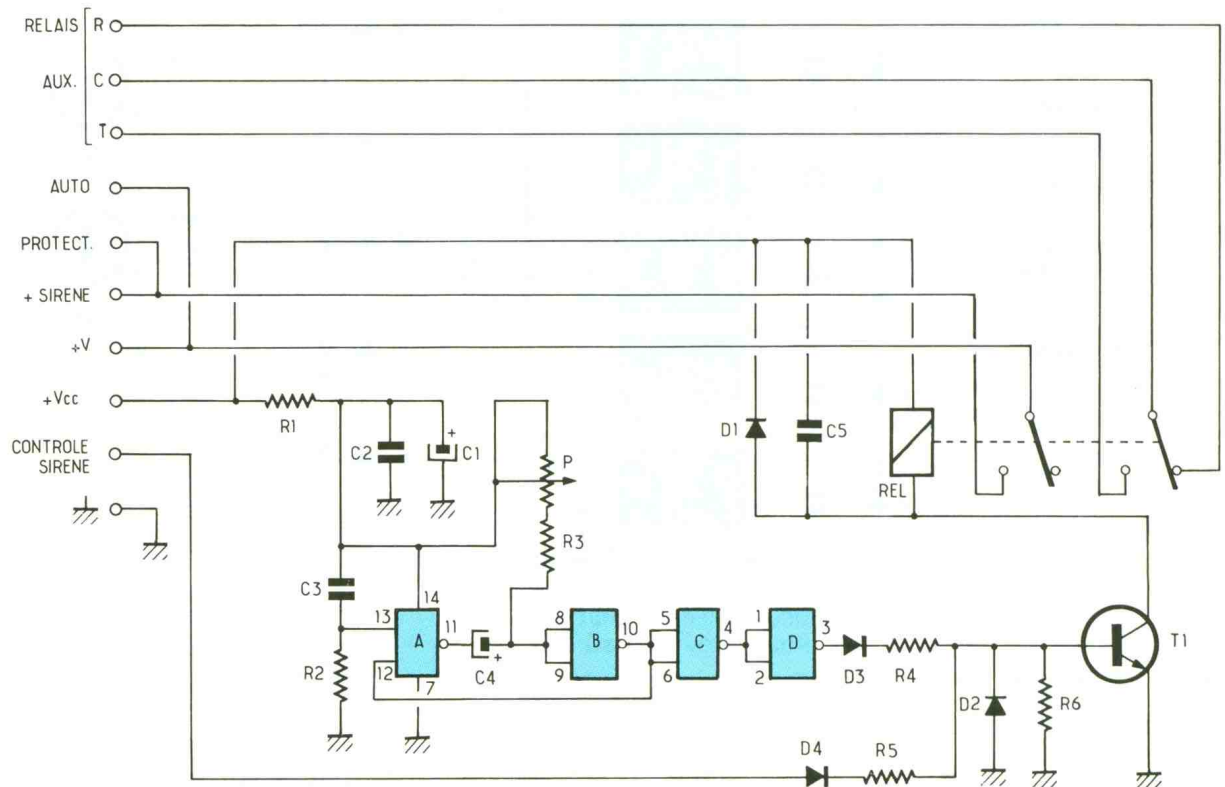 RELAIS R
AUX. C
T
AUTO
PROTECT.
+ SIRENE
+V
+Vcc
CONTROLE
SIRENE
R1
C2
C1
+
P
R3
D1
C5
REL
C3
R2
14
13
A
11
12
7
C4
+
8
B
10
9
5
C
4
6
1
D
3
2
D3
R4
D2
R6
T1
D4
R5